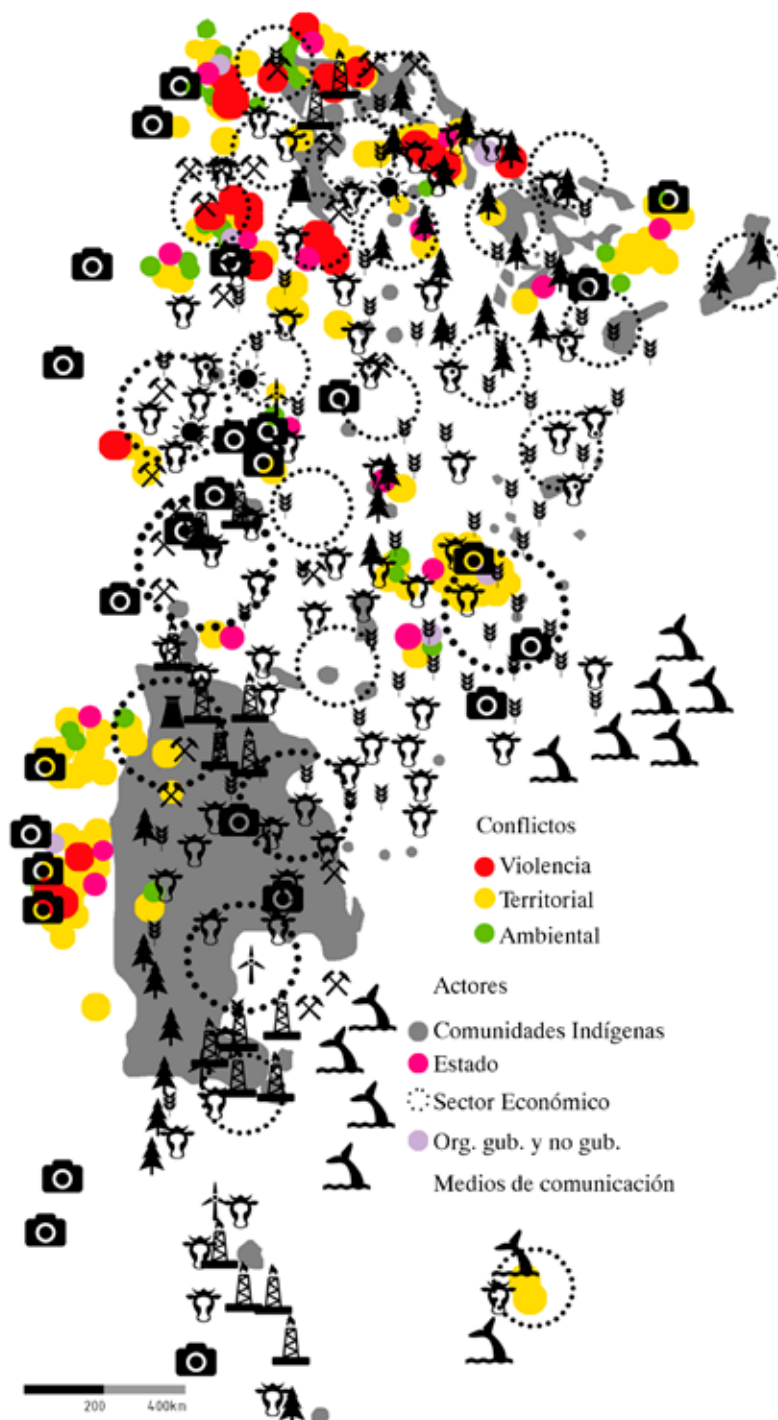 Conflictos
Violencia
Territorial
Ambiental
Actores
Comunidades Indígenas
Estado
Sector Económico
Org. gub. y no gub.
Medios de comunicación
200 400km